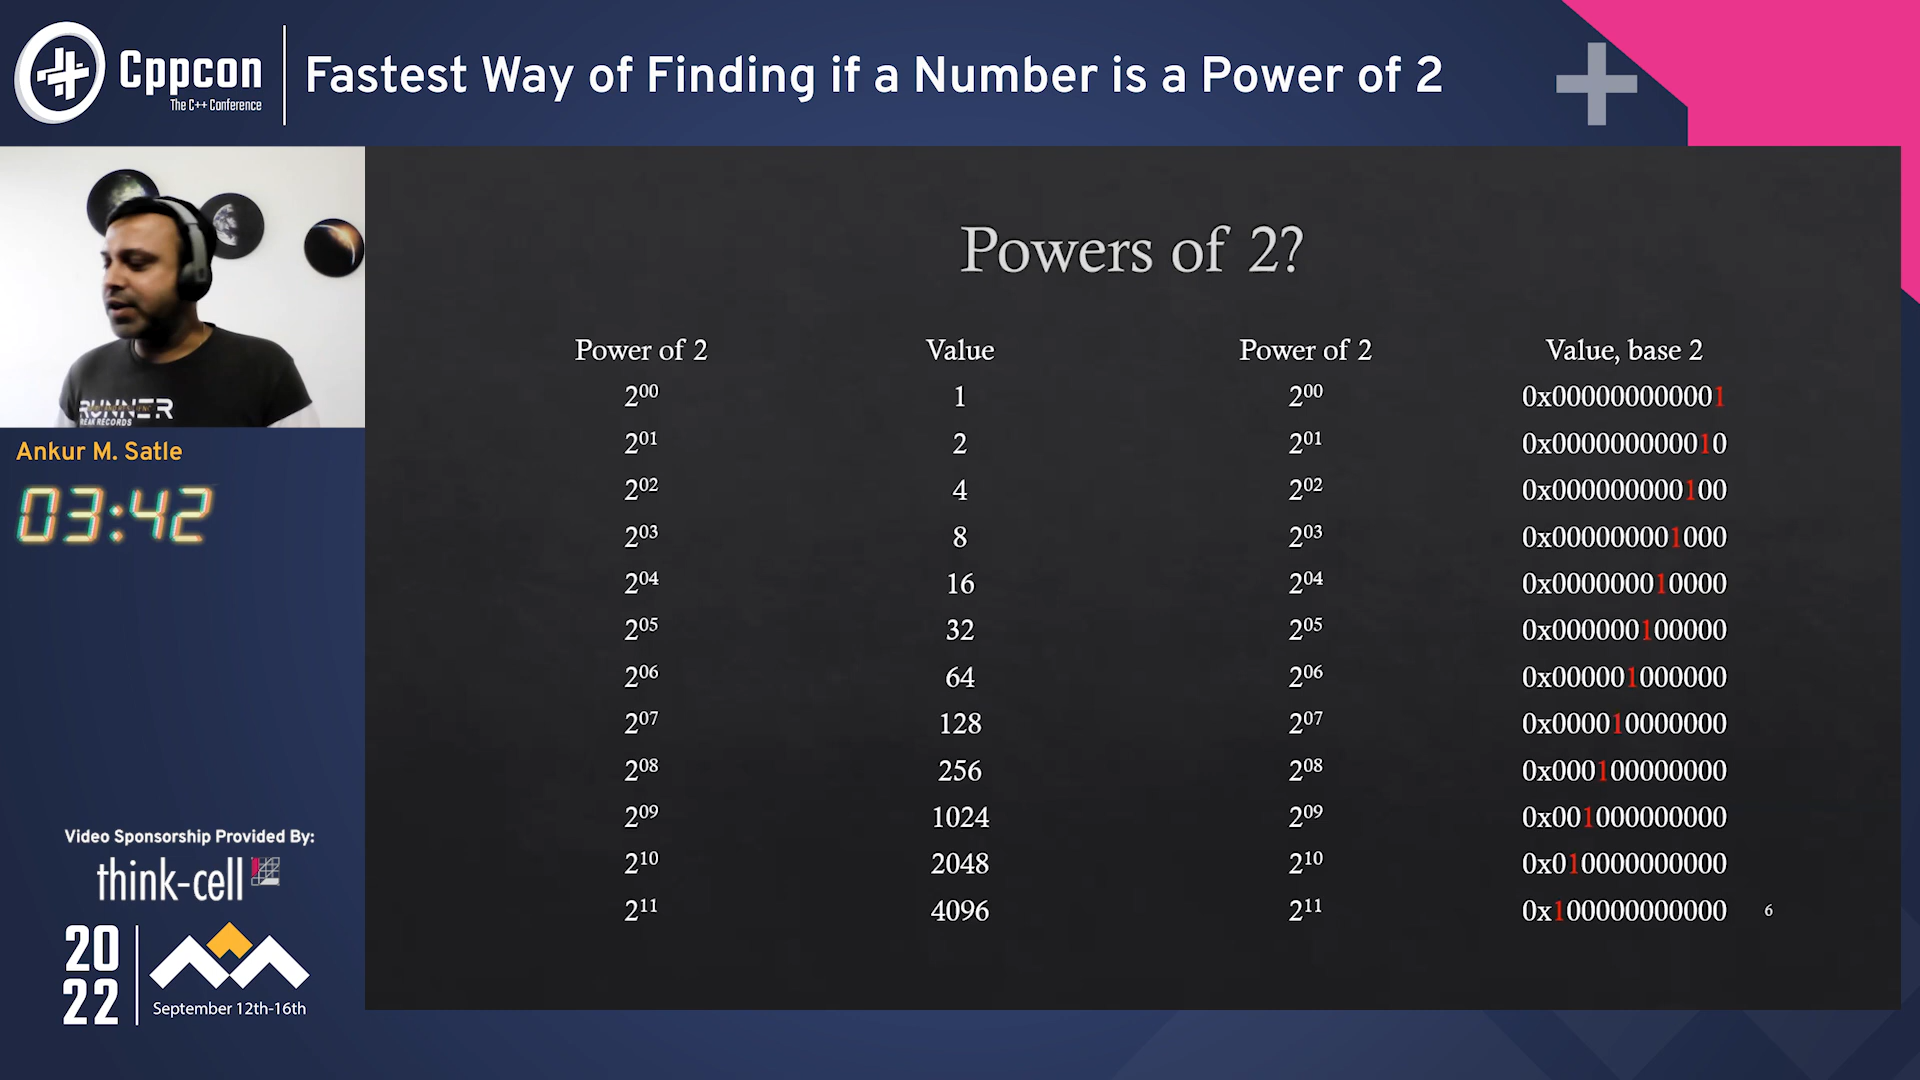 Cppcon
The C++ Conference
Fastest Way of Finding if a Number is a Power of 2
RUNNER
REAK RECORDS
Ankur M. Satle
03:42
Video Sponsorship Provided By:
think-cell
20
22
September 12th-16th
Powers of 2?
Power of 2 Value Power of 2 Value, base 2
2⁰⁰ 1 2⁰⁰ 0x000000000001
2⁰¹ 2 2⁰¹ 0x000000000010
2⁰² 4 2⁰² 0x000000000100
2⁰³ 8 2⁰³ 0x000000001000
2⁰⁴ 16 2⁰⁴ 0x000000010000
2⁰⁵ 32 2⁰⁵ 0x000000100000
2⁰⁶ 64 2⁰⁶ 0x000001000000
2⁰⁷ 128 2⁰⁷ 0x000010000000
2⁰⁸ 256 2⁰⁸ 0x000100000000
2⁰⁹ 1024 2⁰⁹ 0x001000000000
2¹⁰ 2048 2¹⁰ 0x010000000000
2¹¹ 4096 2¹¹ 0x100000000000
6